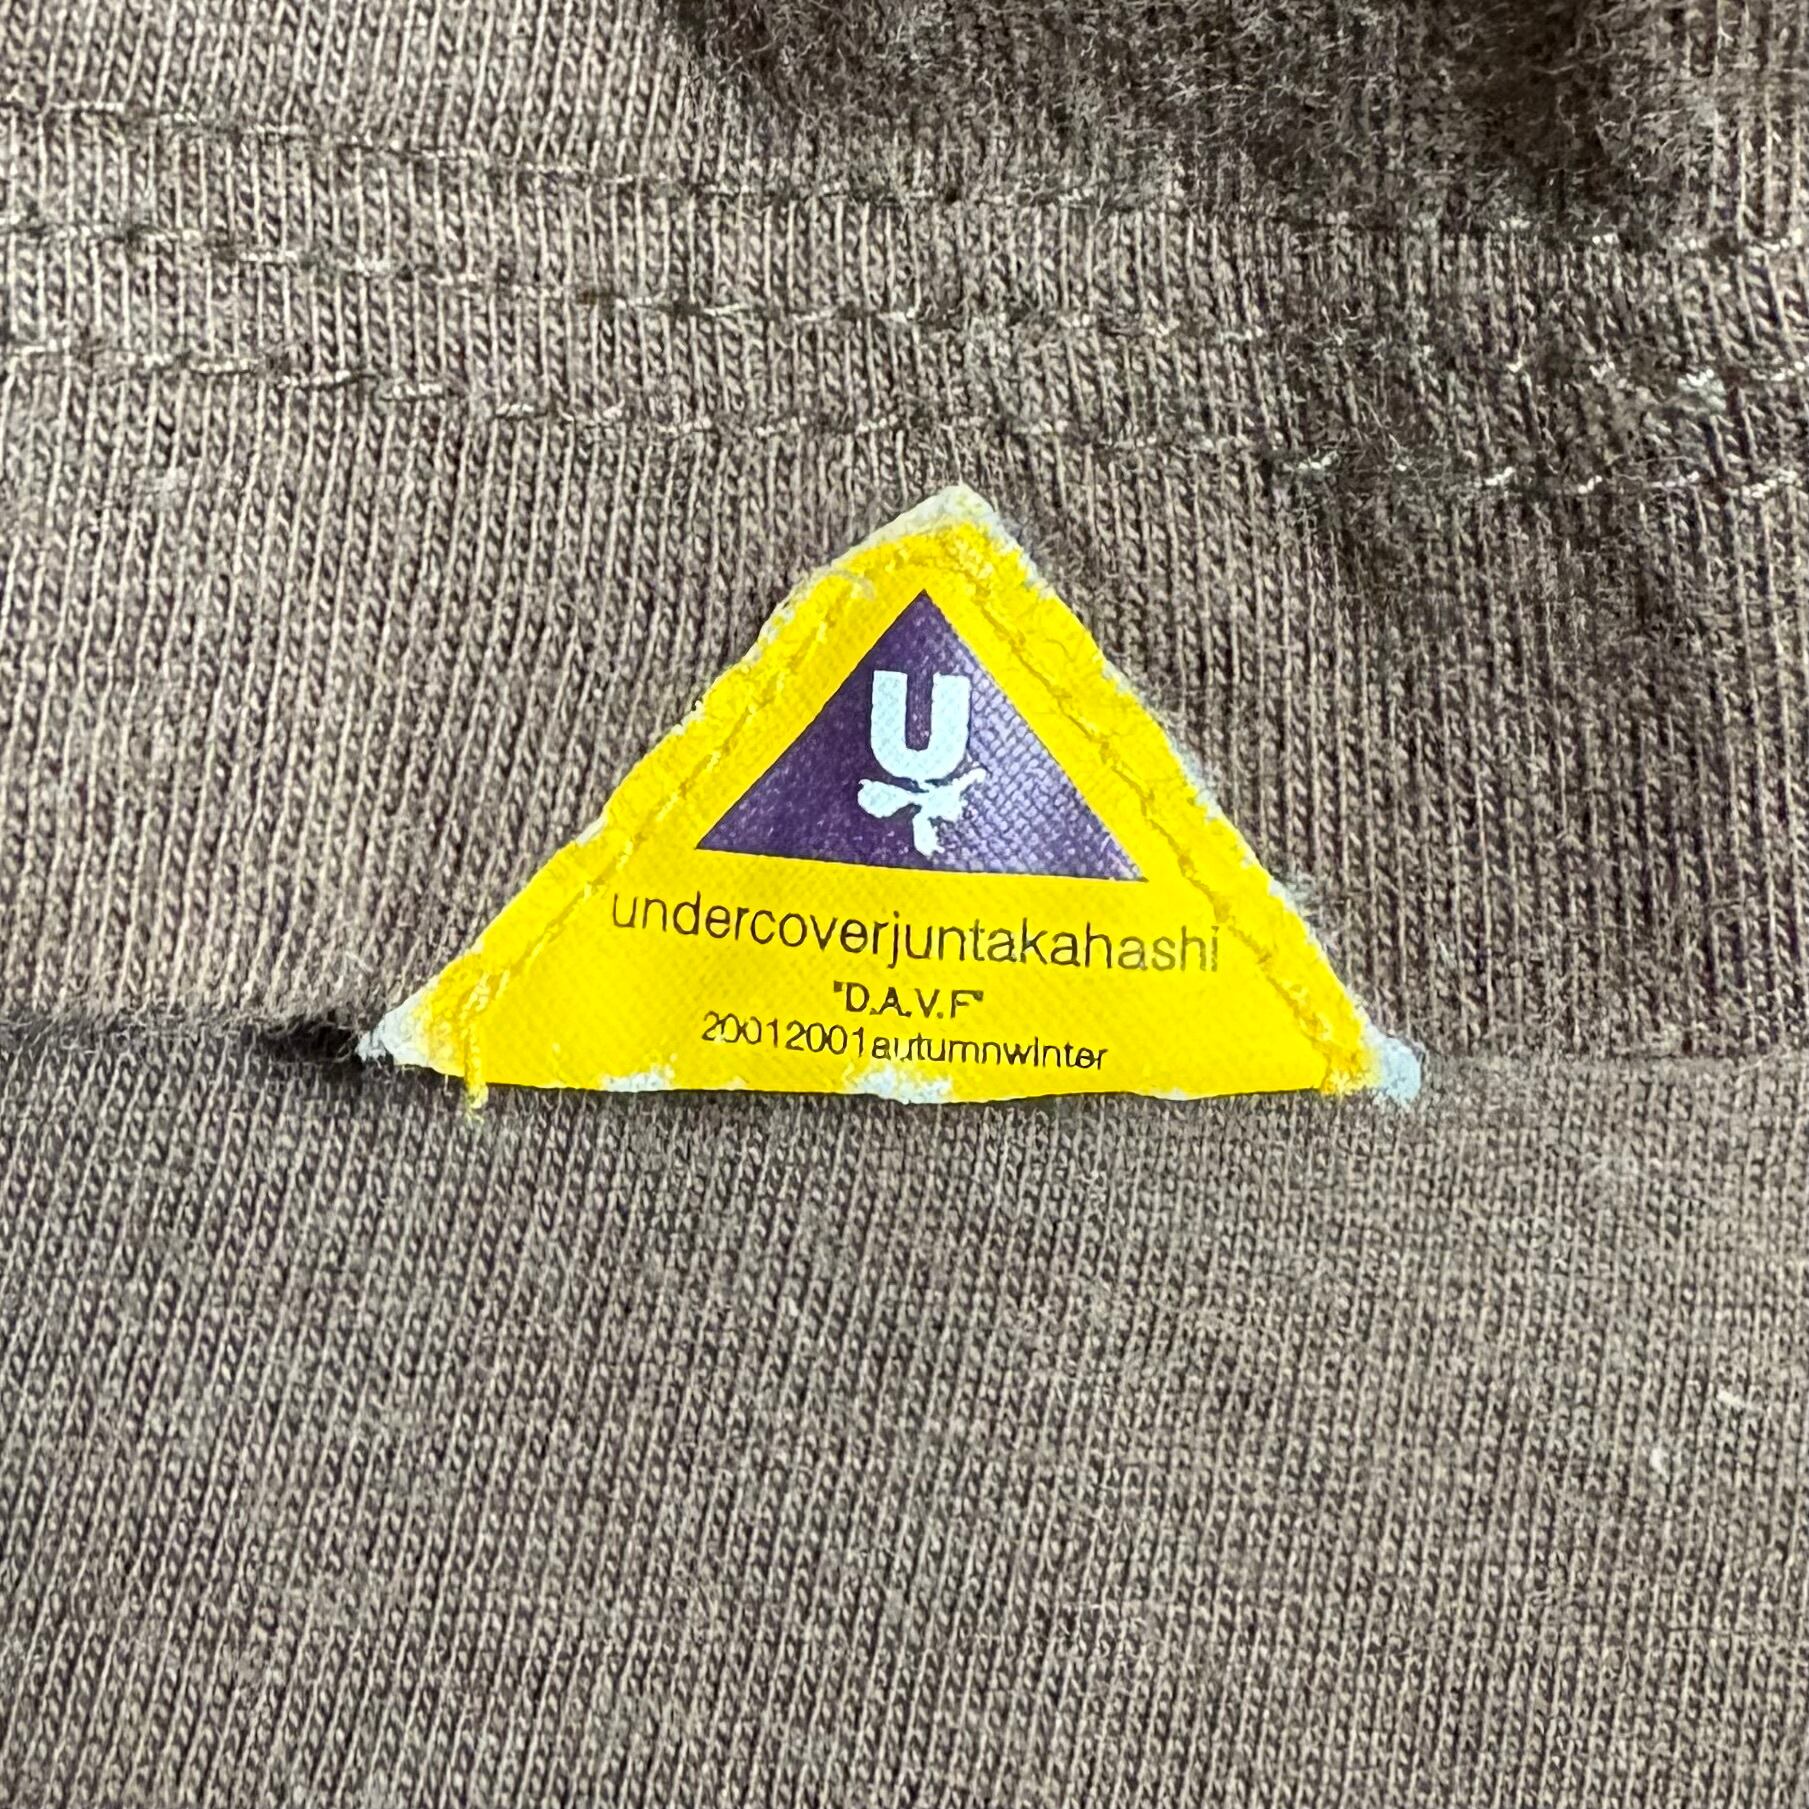 U
undercoverjuntakahashi
"D.A.V.F"
20012001autumnwinter